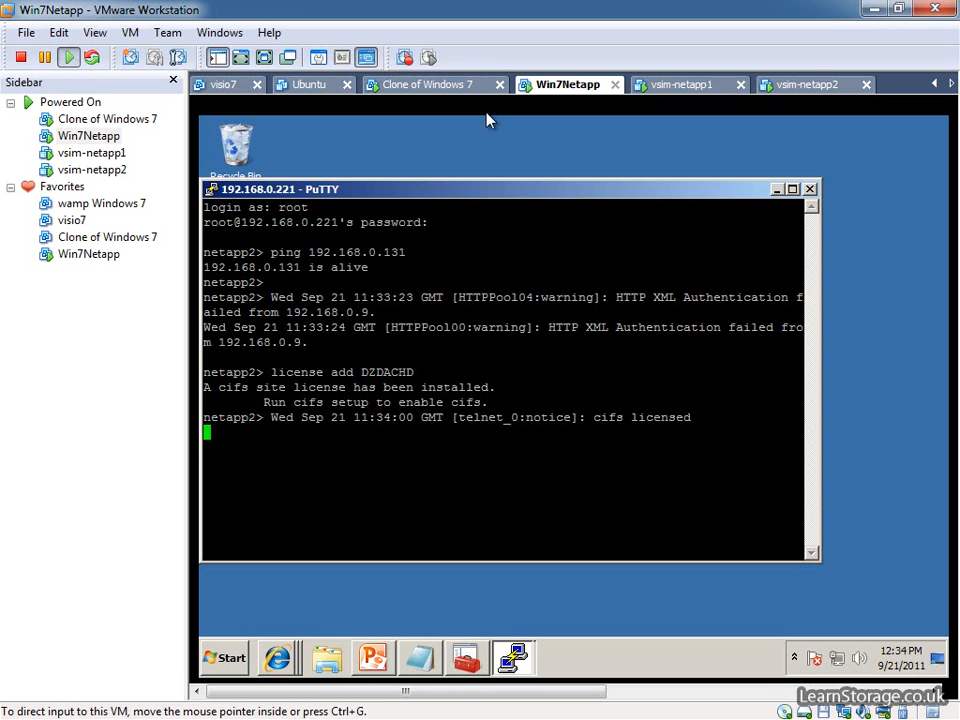 Win7Netapp - VMware Workstation
File Edit View VM Team Windows Help
Sidebar
Powered On
Clone of Windows 7
Win7Netapp
vsim-netapp1
vsim-netapp2
Favorites
wamp Windows 7
visio7
Clone of Windows 7
Win7Netapp
visio7 Ubuntu Clone of Windows 7 Win7Netapp vsim-netapp1 vsim-netapp2
Recycle Bin
192.168.0.221 - PuTTY
login as: root
root@192.168.0.221's password:
netapp2> ping 192.168.0.131
192.168.0.131 is alive
netapp2>
netapp2> Wed Sep 21 11:33:23 GMT [HTTPPool04:warning]: HTTP XML Authentication f
ailed from 192.168.0.9.
Wed Sep 21 11:33:24 GMT [HTTPPool00:warning]: HTTP XML Authentication failed fro
m 192.168.0.9.
netapp2> license add DZDACHD
A cifs site license has been installed.
Run cifs setup to enable cifs.
netapp2> Wed Sep 21 11:34:00 GMT [telnet_0:notice]: cifs licensed
Start
12:34 PM
9/21/2011
LearnStorage.co.uk
To direct input to this VM, move the mouse pointer inside or press Ctrl+G.